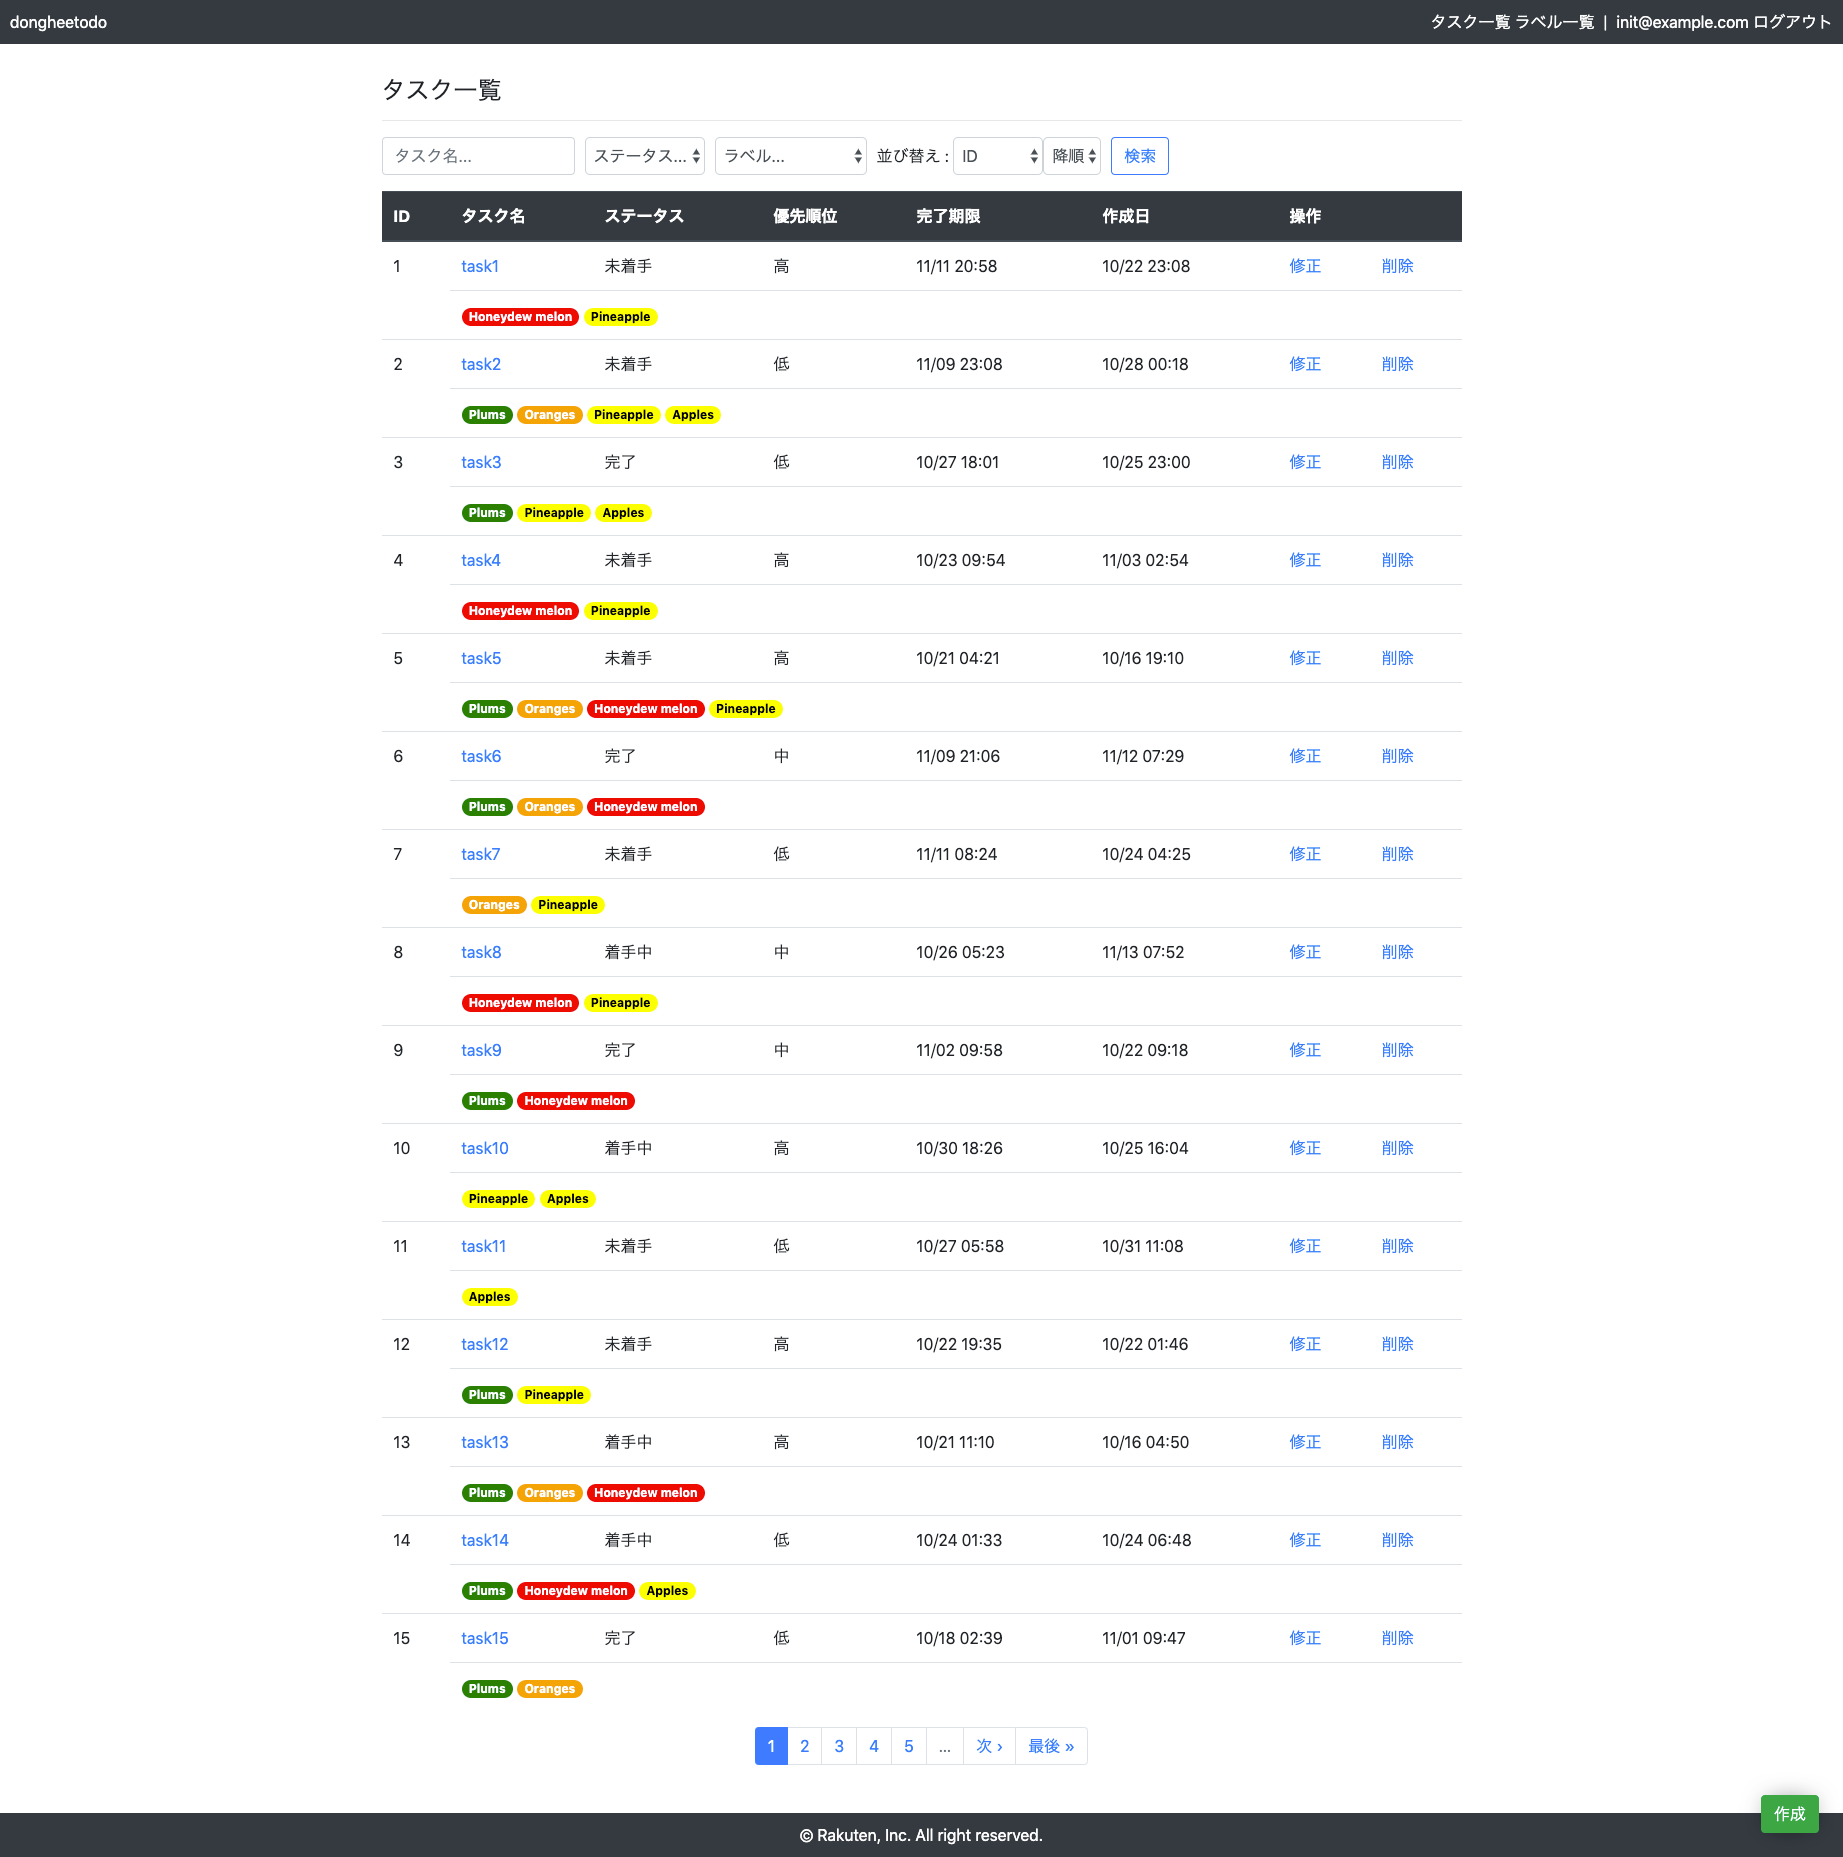 dongheetodo タスク一覧 ラベル一覧 | init@example.com ログアウト
タスク一覧
タスク名... ステータス... ラベル... 並び替え : ID 降順 検索
ID タスク名 ステータス 優先順位 完了期限 作成日 操作
1 task1 未着手 高 11/11 20:58 10/22 23:08 修正 削除
Honeydew melon Pineapple
2 task2 未着手 低 11/09 23:08 10/28 00:18 修正 削除
Plums Oranges Pineapple Apples
3 task3 完了 低 10/27 18:01 10/25 23:00 修正 削除
Plums Pineapple Apples
4 task4 未着手 高 10/23 09:54 11/03 02:54 修正 削除
Honeydew melon Pineapple
5 task5 未着手 高 10/21 04:21 10/16 19:10 修正 削除
Plums Oranges Honeydew melon Pineapple
6 task6 完了 中 11/09 21:06 11/12 07:29 修正 削除
Plums Oranges Honeydew melon
7 task7 未着手 低 11/11 08:24 10/24 04:25 修正 削除
Oranges Pineapple
8 task8 着手中 中 10/26 05:23 11/13 07:52 修正 削除
Honeydew melon Pineapple
9 task9 完了 中 11/02 09:58 10/22 09:18 修正 削除
Plums Honeydew melon
10 task10 着手中 高 10/30 18:26 10/25 16:04 修正 削除
Pineapple Apples
11 task11 未着手 低 10/27 05:58 10/31 11:08 修正 削除
Apples
12 task12 未着手 高 10/22 19:35 10/22 01:46 修正 削除
Plums Pineapple
13 task13 着手中 高 10/21 11:10 10/16 04:50 修正 削除
Plums Oranges Honeydew melon
14 task14 着手中 低 10/24 01:33 10/24 06:48 修正 削除
Plums Honeydew melon Apples
15 task15 完了 低 10/18 02:39 11/01 09:47 修正 削除
Plums Oranges
1 2 3 4 5 ... 次 › 最後 »
作成
© Rakuten, Inc. All right reserved.